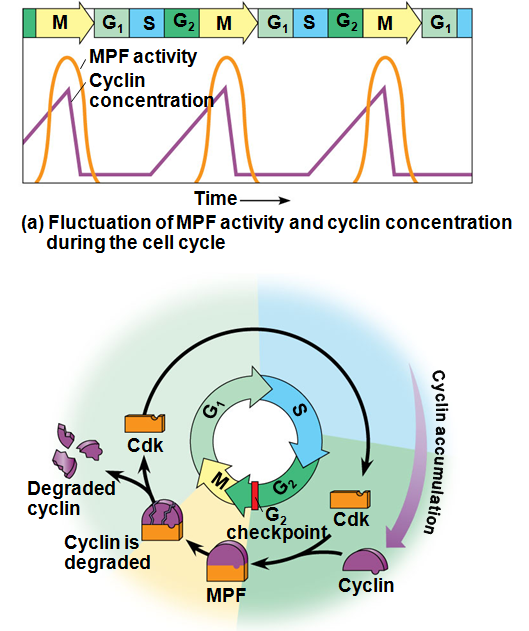 M G1 S G2 M G1 S G2 M G1
MPF activity
Cyclin
concentration
Time
(a) Fluctuation of MPF activity and cyclin concentration
during the cell cycle
G1
S
Cyclin accumulation
Cdk
M
G2
Degraded
cyclin
G2
checkpoint
Cdk
Cyclin is
degraded
MPF
Cyclin